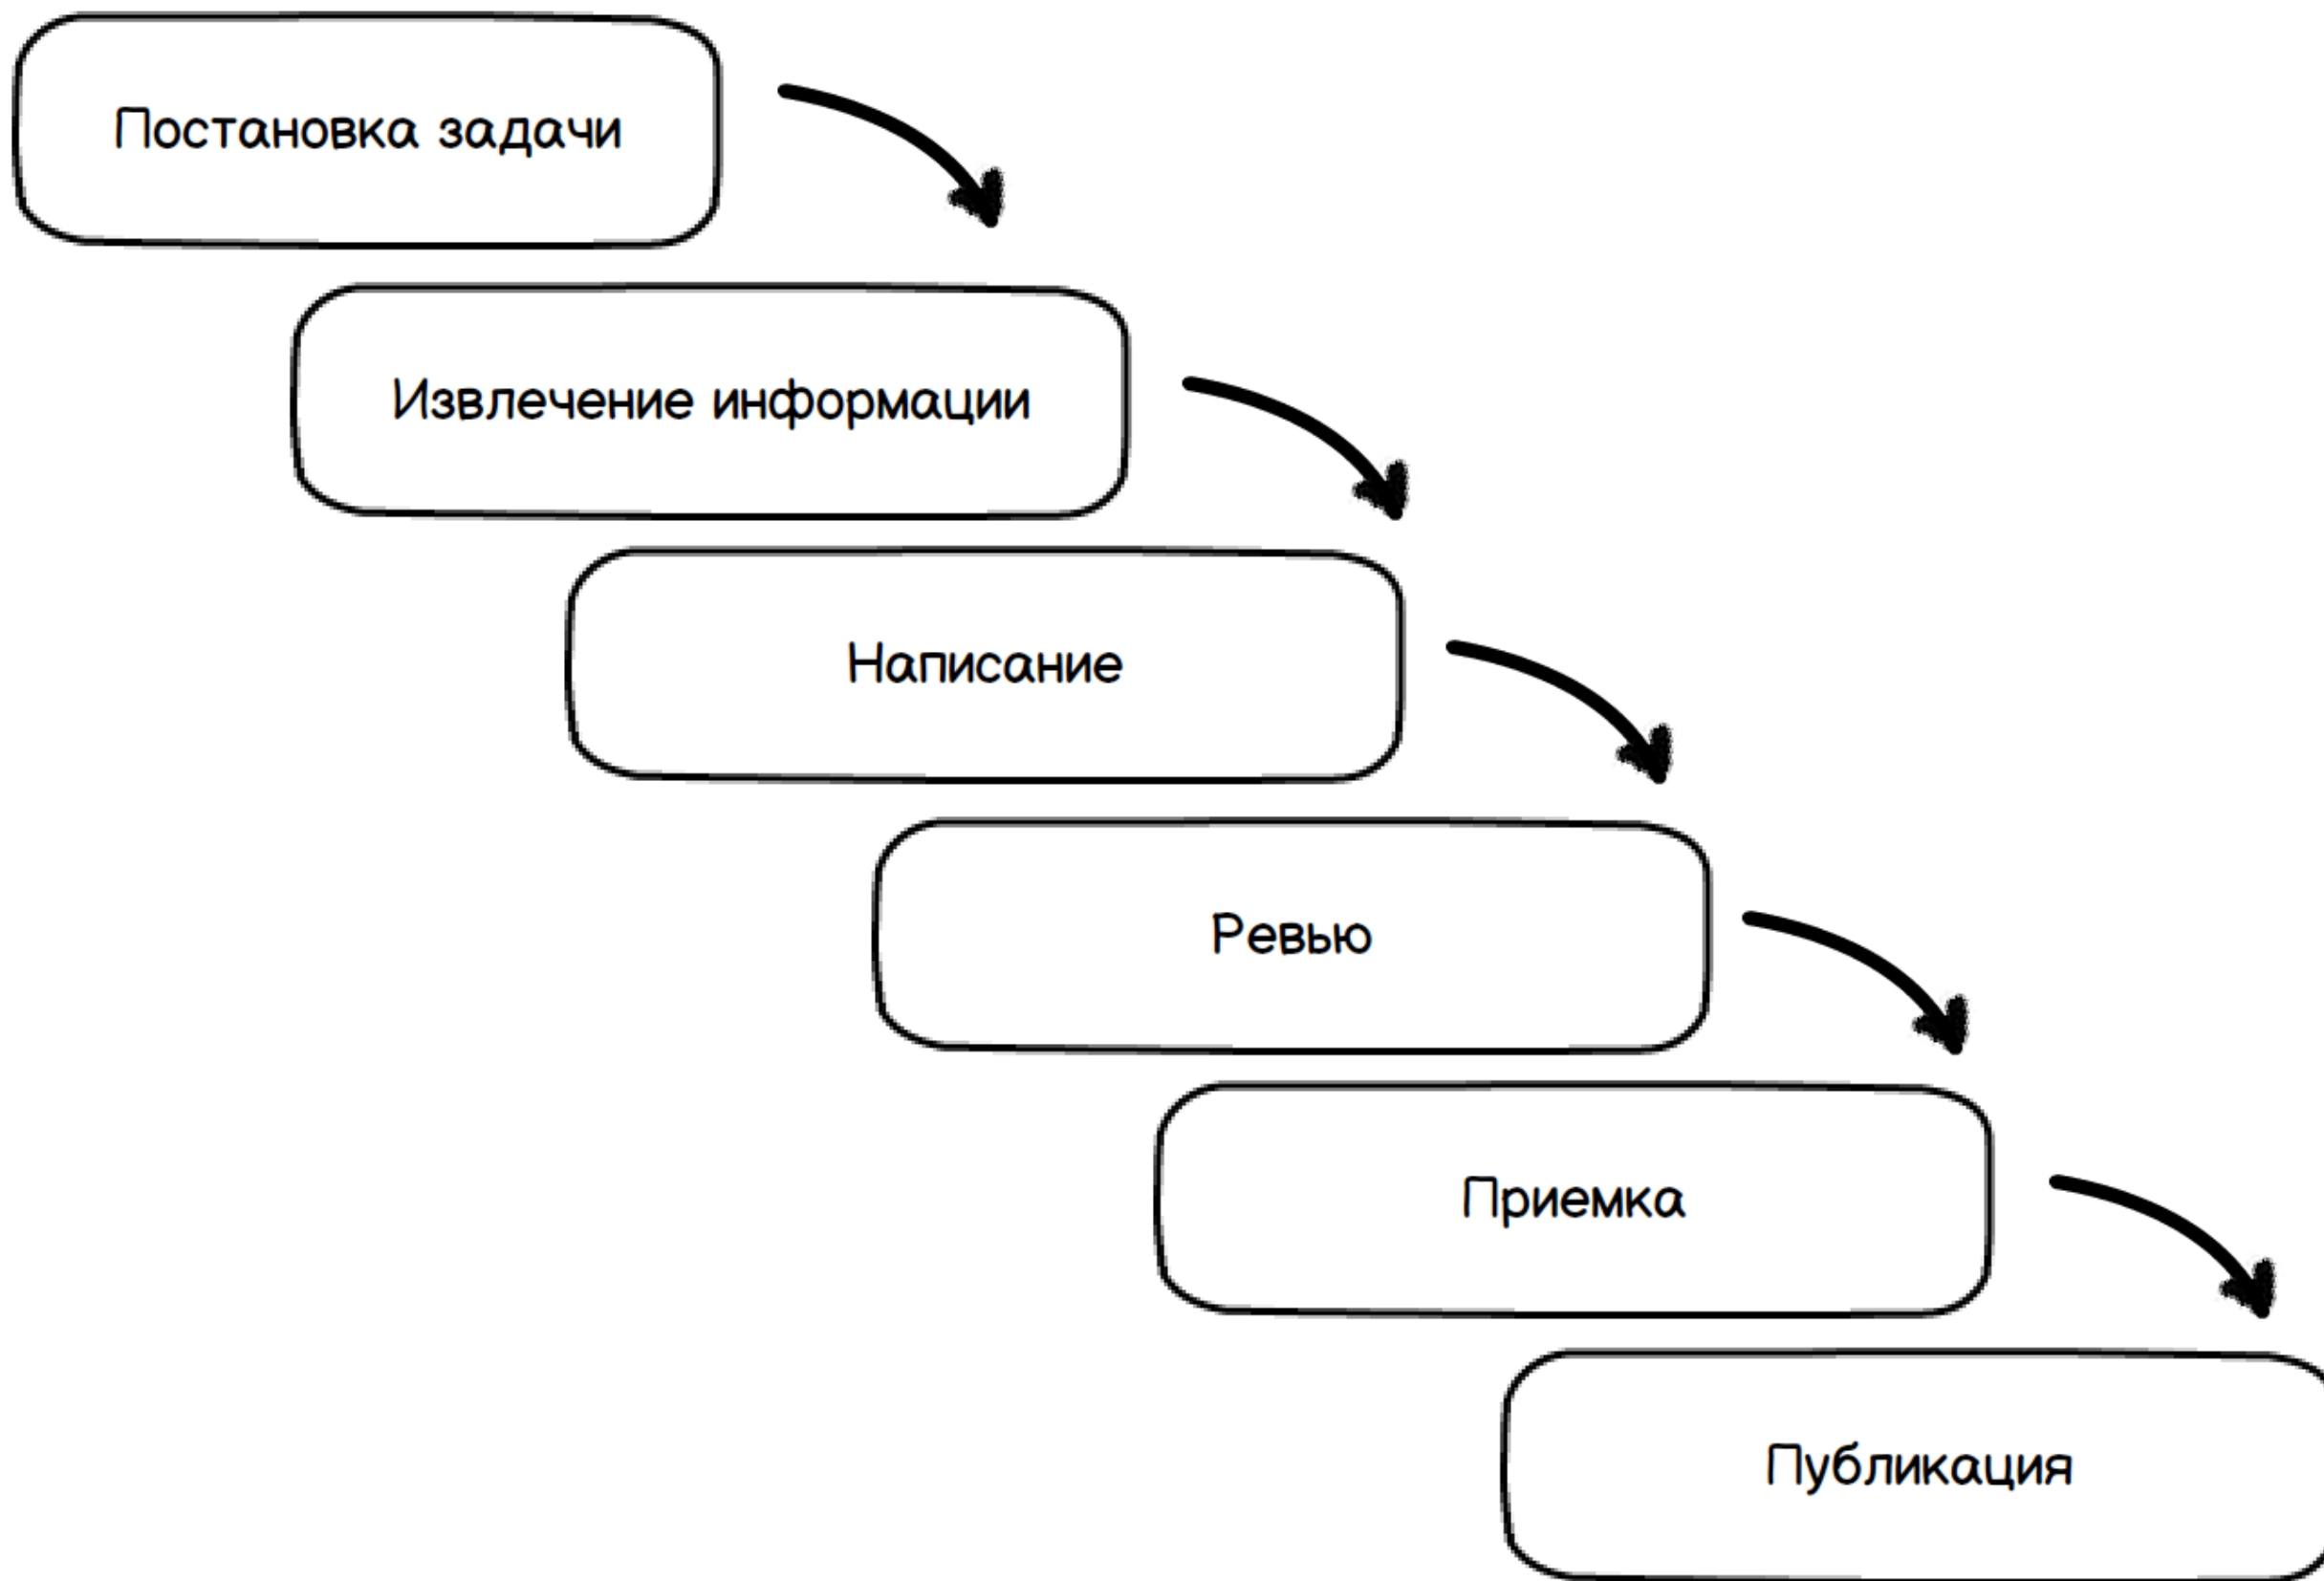 Постановка задачи
Извлечение информации
Написание
Ревью
Приемка
Публикация